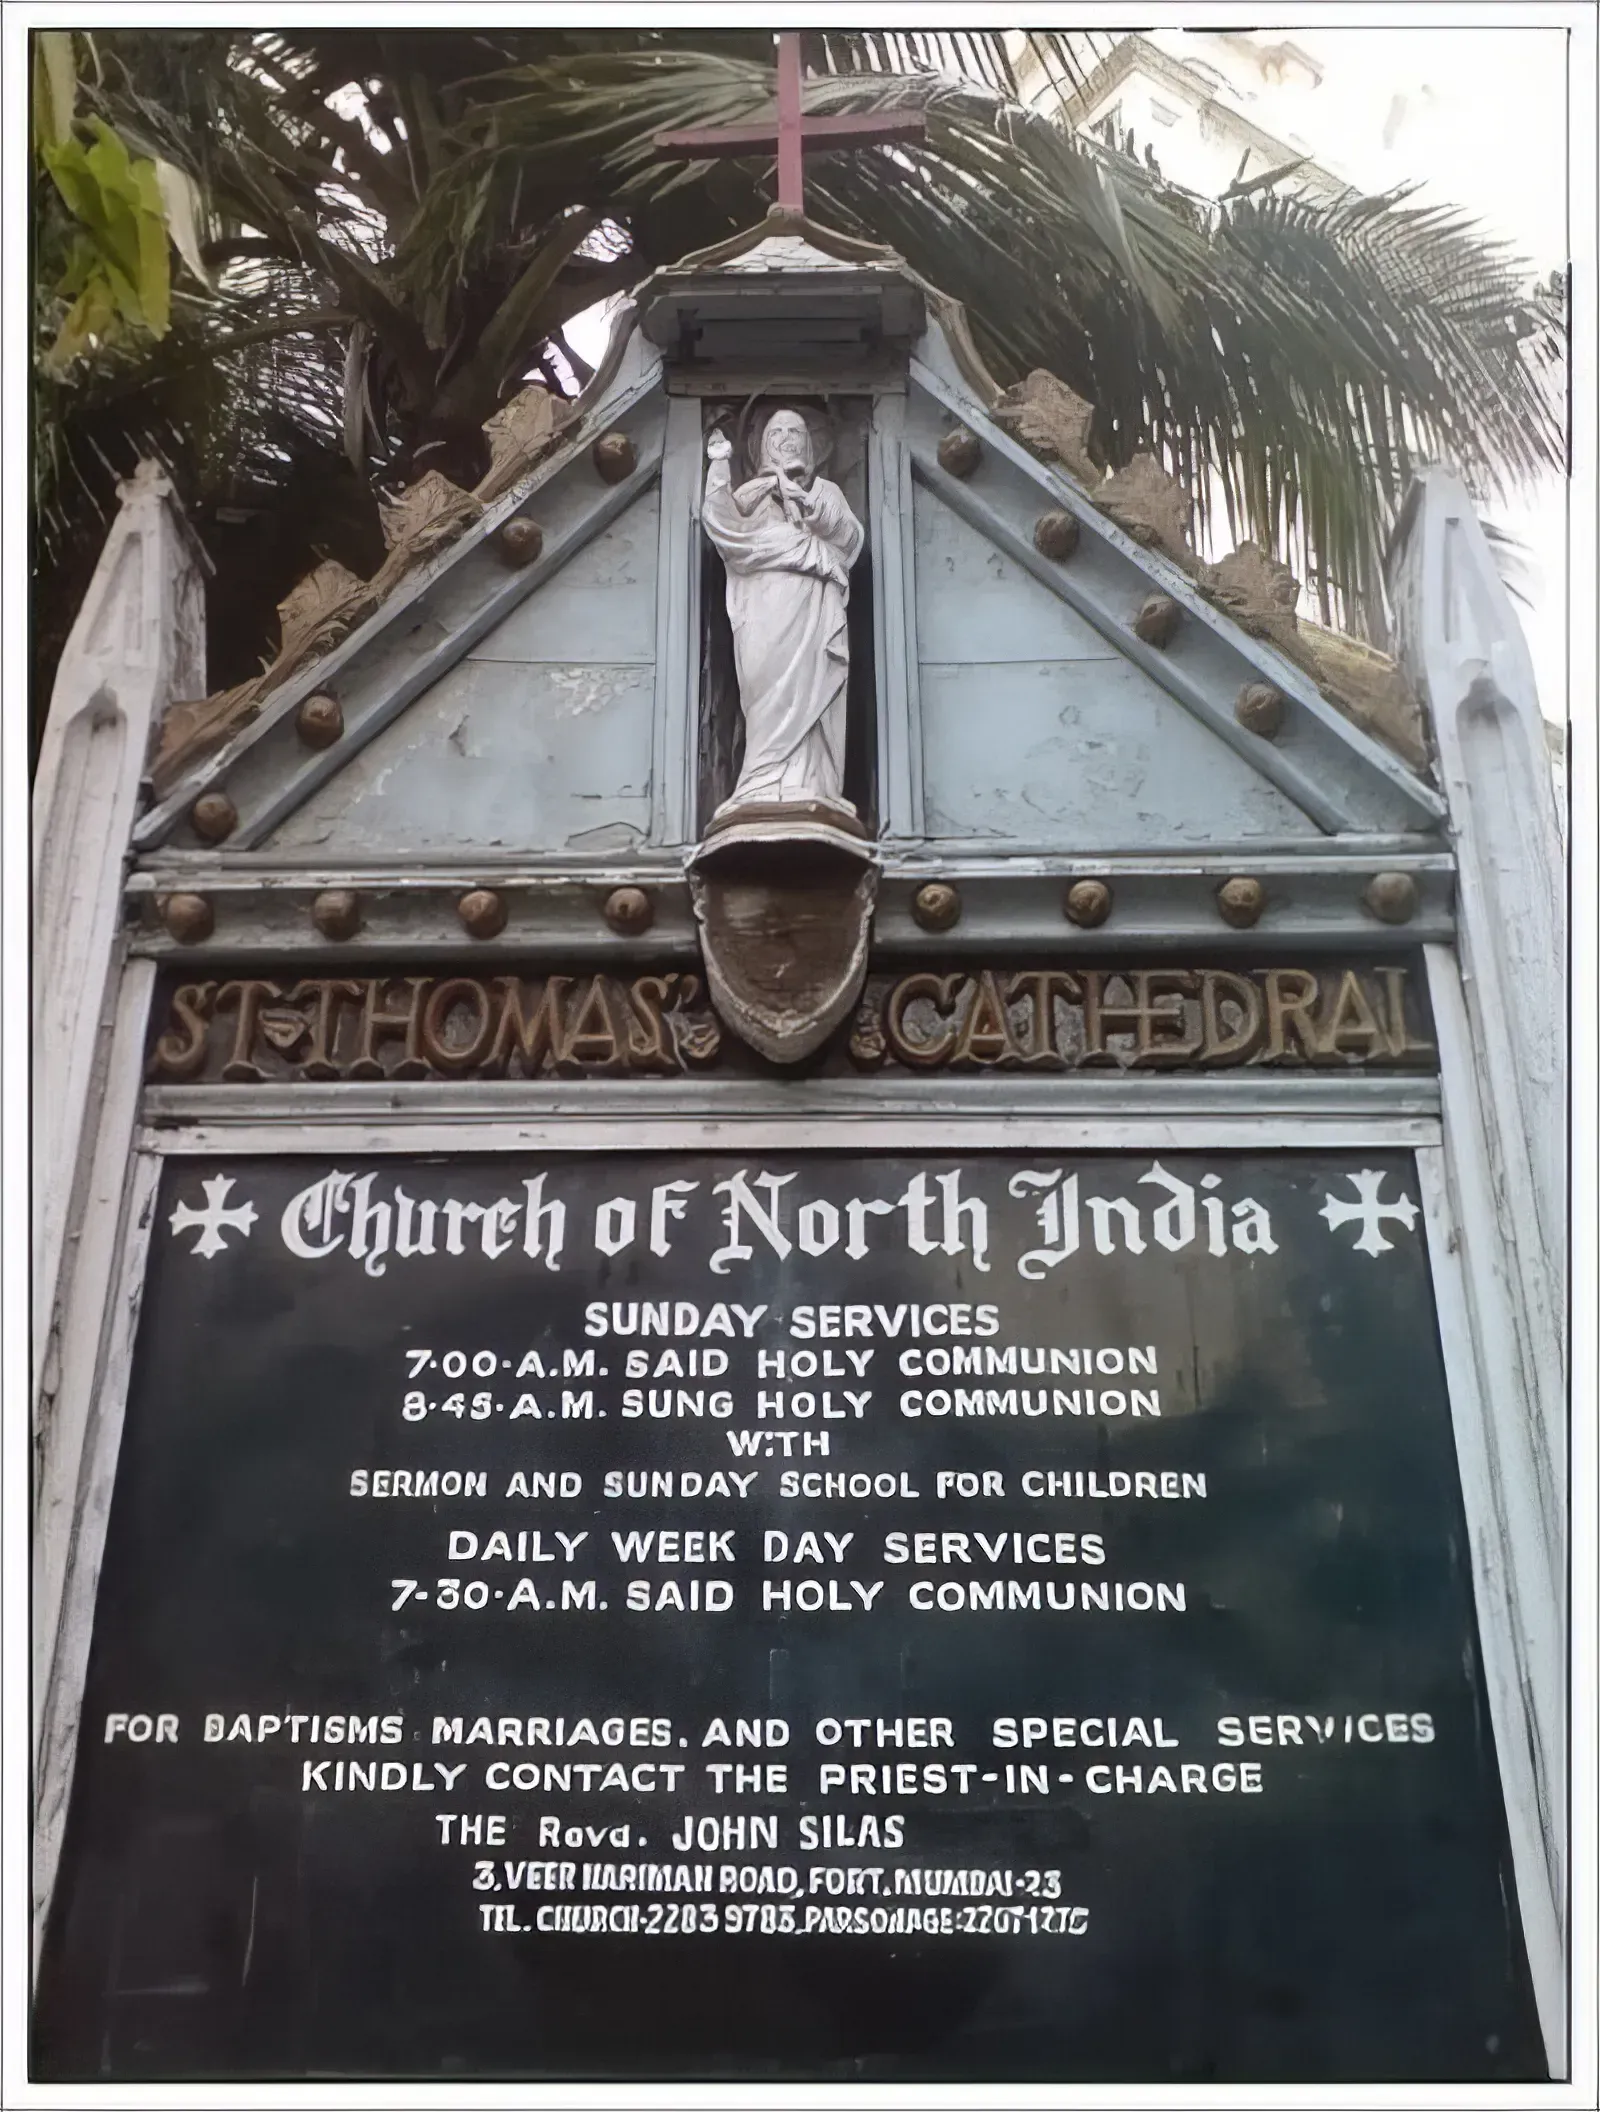 ST. THOMAS' CATHEDRAL
Church of North India
SUNDAY SERVICES
7·00·A.M. SAID HOLY COMMUNION
8·45·A.M. SUNG HOLY COMMUNION
WITH
SERMON AND SUNDAY SCHOOL FOR CHILDREN
DAILY WEEK DAY SERVICES
7-30·A.M. SAID HOLY COMMUNION
FOR BAPTISMS MARRIAGES, AND OTHER SPECIAL SERVICES
KINDLY CONTACT THE PRIEST-IN-CHARGE
THE Revd. JOHN SILAS
3, VEER NARIMAN ROAD, FORT, MUMBAI-23
TEL. CHURCH-2203 9783 PARSONAGE: